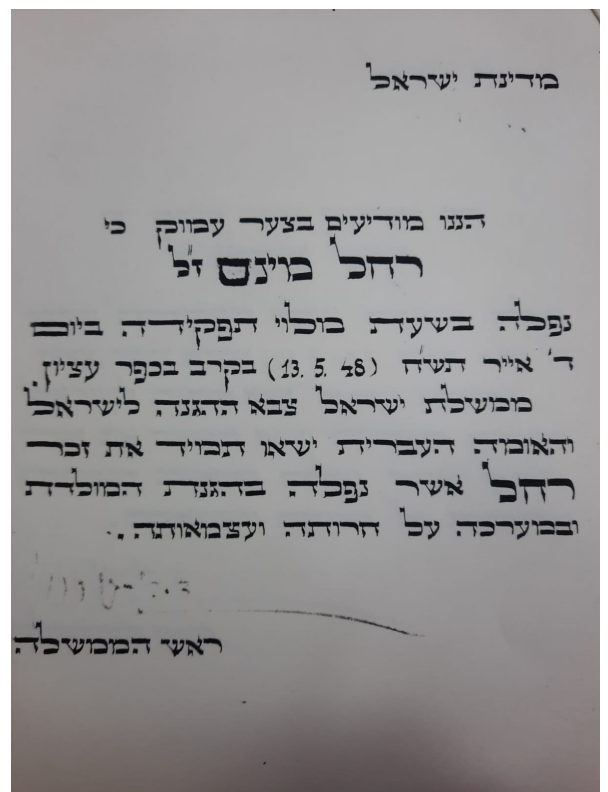 מדינת ישראל
הננו מודיעים בצער עמוק כי
רחל מינס ז"ל
נפלה בשעת מלוי תפקידה ביום
ד' אייר תש"ח (13.5.48) בקרב בכפר עציון.
ממשלת ישראל צבא ההגנה לישראל
והאומה העברית ישאו תמיד את זכר
רחל אשר נפלה בהגנת המולדת
ובמערכה על חרותה ועצמאותה.
ראש הממשלה